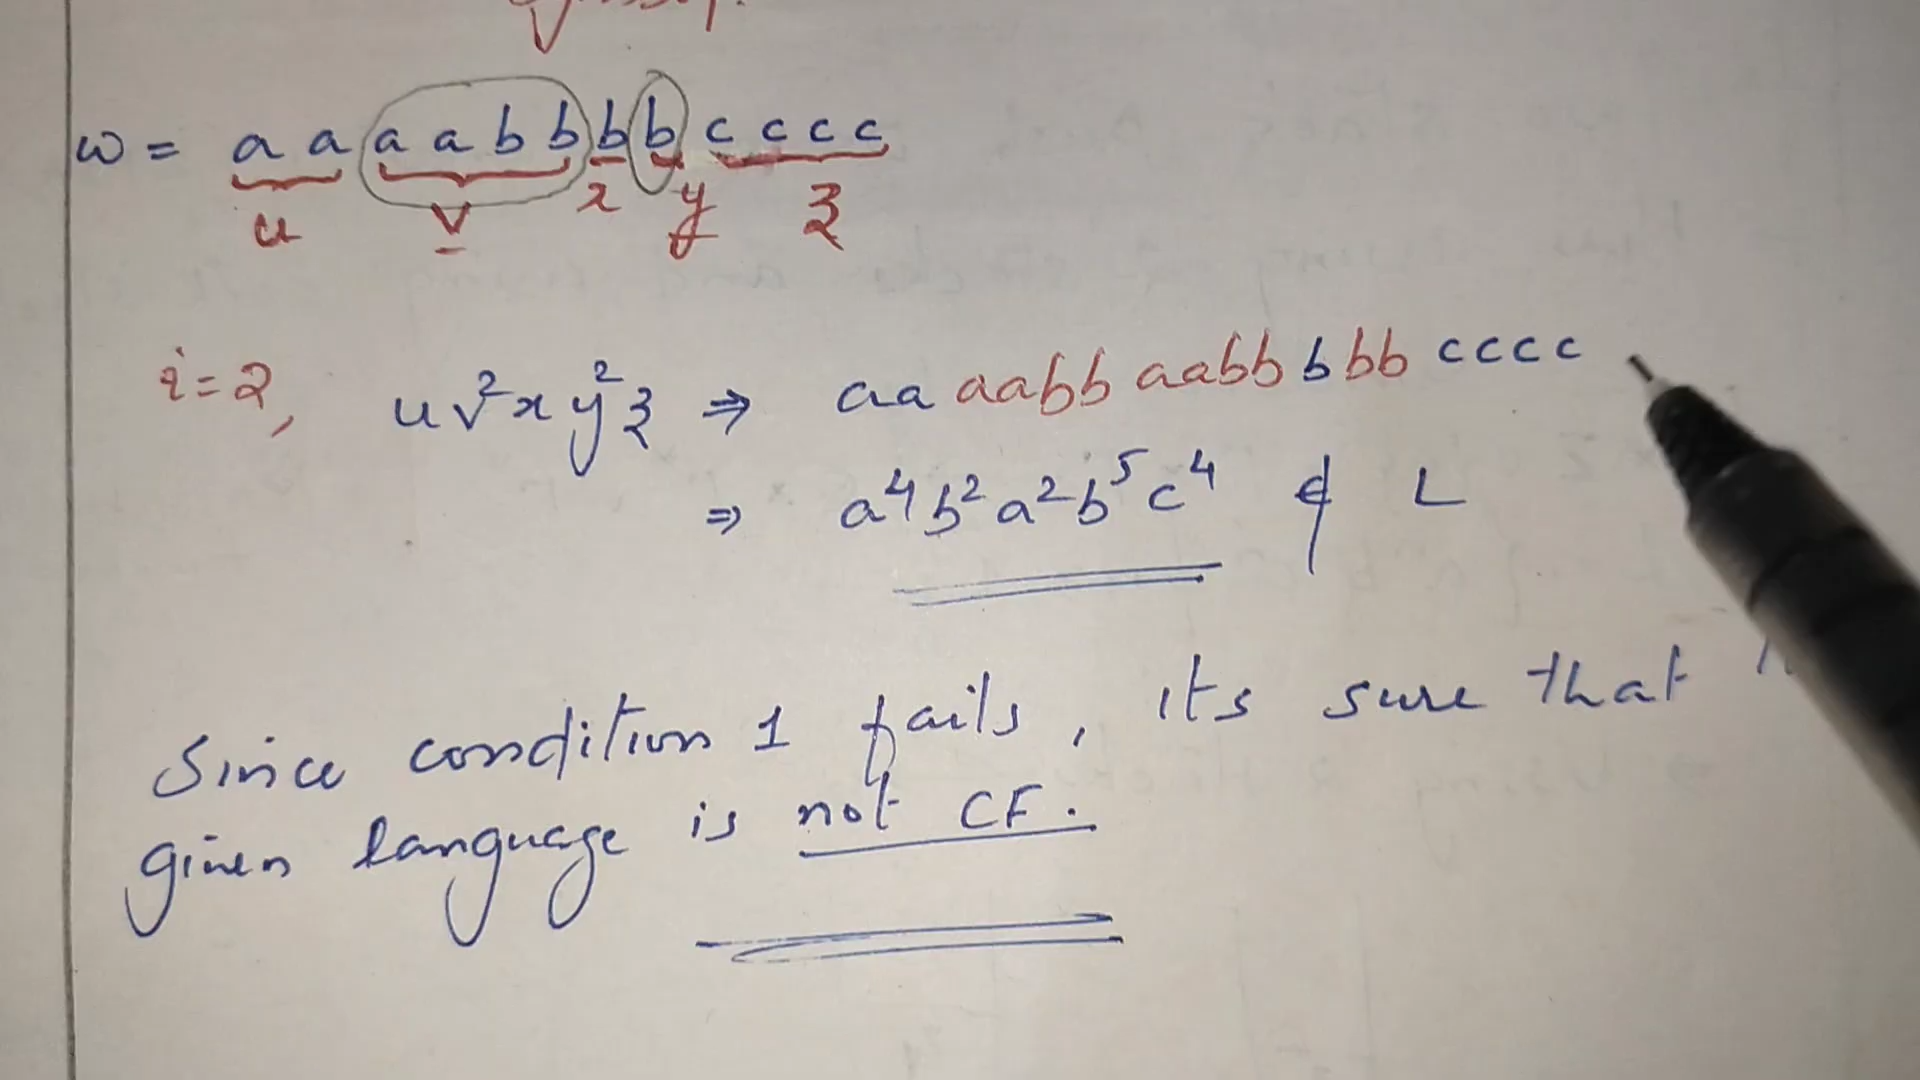 w = a a a a b b b b c c c c
u v x y z
i=2, uv²xy²z ⇒ aa aabb aabb b bb cccc
⇒ a⁴b²a²b⁵c⁴ ∉ L
Since condition 1 fails, its sure that
given language is not CF.